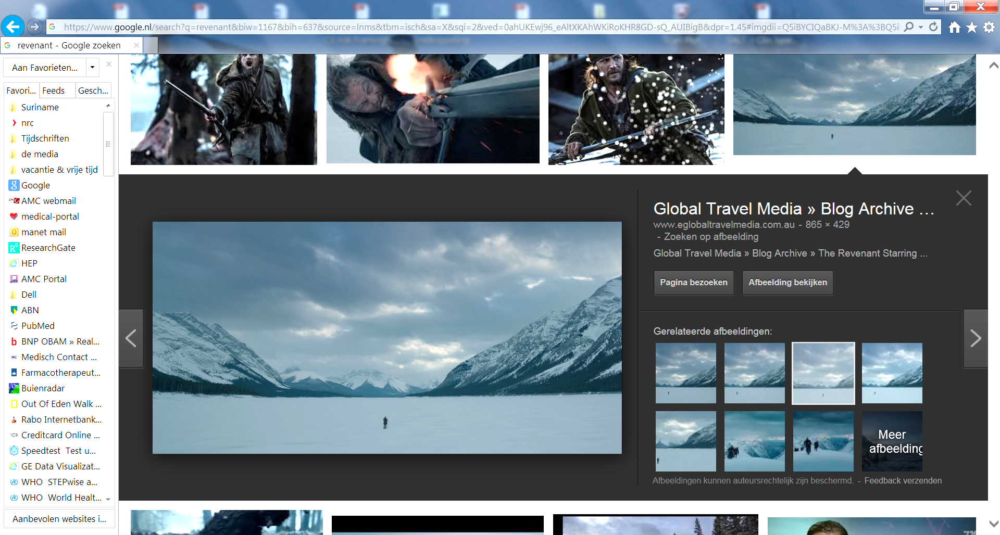 https://www.google.nl/search?q=revenant&biw=1167&bih=637&source=lnms&tbm=isch&sa=X&sqi=2&ved=0ahUKEwj96_eAltXKAhWKiRoKHR8GD-sQ_AUIBigB&dpr=1.45#imgdii=Q5iBYCIQaBKJ-M%3A%3BQ5il
revenant - Google zoeken
Aan Favorieten...
Favori... Feeds Gesch...
Suriname
nrc
Tijdschriften
de media
vacantie & vrije tijd
Google
AMC webmail
medical-portal
manet mail
ResearchGate
HEP
AMC Portal
Dell
ABN
PubMed
BNP OBAM » Real...
Medisch Contact ...
Farmacotherapeut...
Buienradar
Out Of Eden Walk ...
Rabo Internetbank...
Creditcard Online ...
Speedtest Test u...
GE Data Visualizat...
WHO STEPwise a...
WHO World Healt...
Aanbevolen websites i...
Global Travel Media » Blog Archive ...
www.eglobaltravelmedia.com.au - 865 × 429
- Zoeken op afbeelding
Global Travel Media » Blog Archive » The Revenant Starring ...
Pagina bezoeken Afbeelding bekijken
Gerelateerde afbeeldingen:
Meer
afbeelding
Afbeeldingen kunnen auteursrechtelijk zijn beschermd. - Feedback verzenden